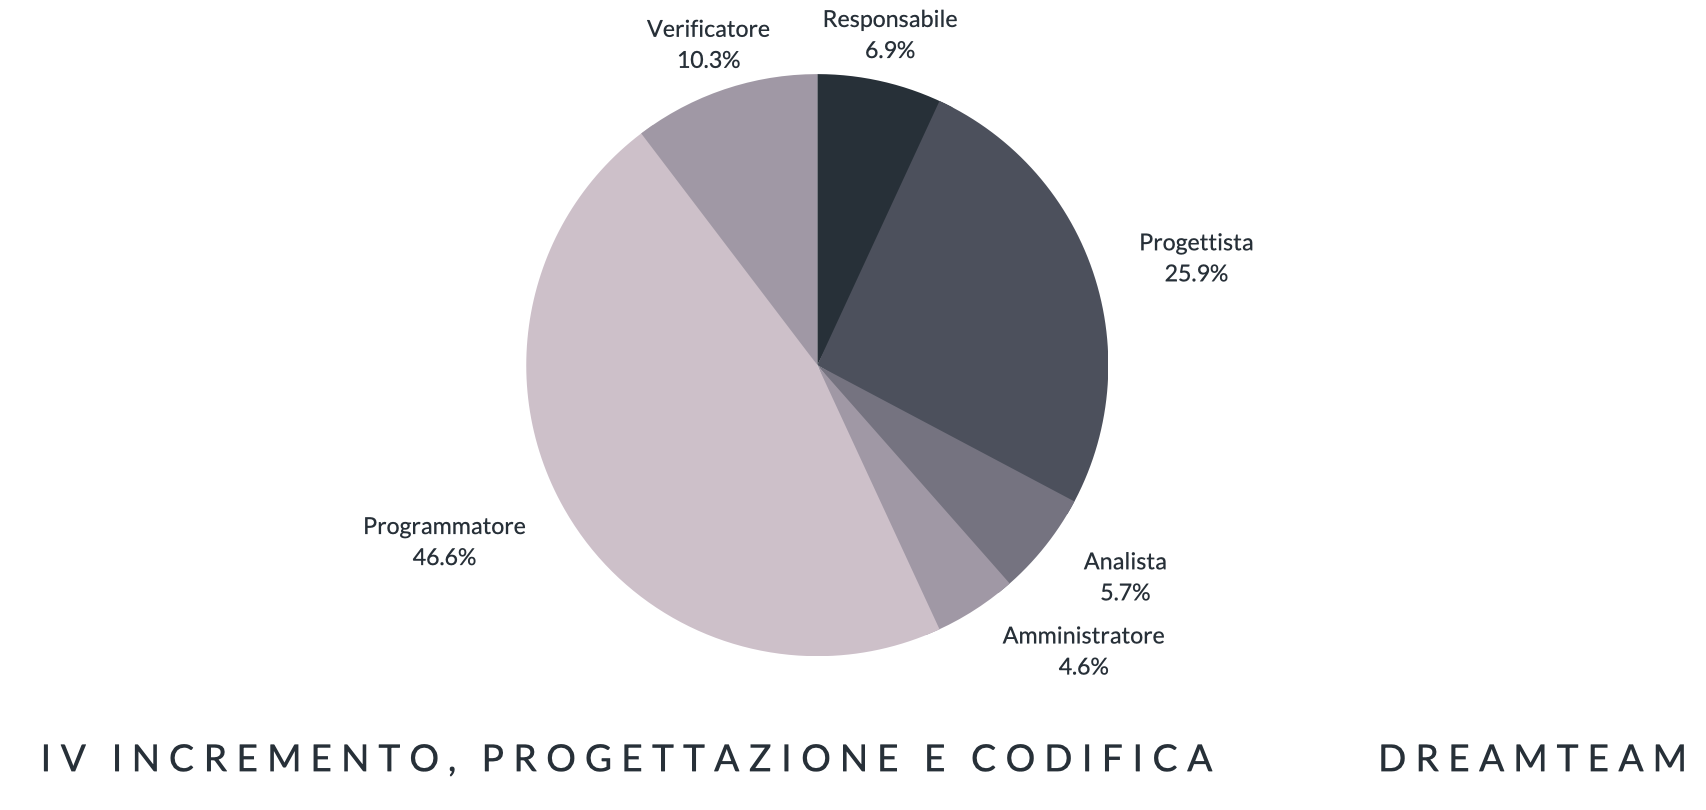 Verificatore
10.3%
Responsabile
6.9%
Progettista
25.9%
Programmatore
46.6%
Analista
5.7%
Amministratore
4.6%
IV INCREMENTO, PROGETTAZIONE E CODIFICA
DREAMTEAM